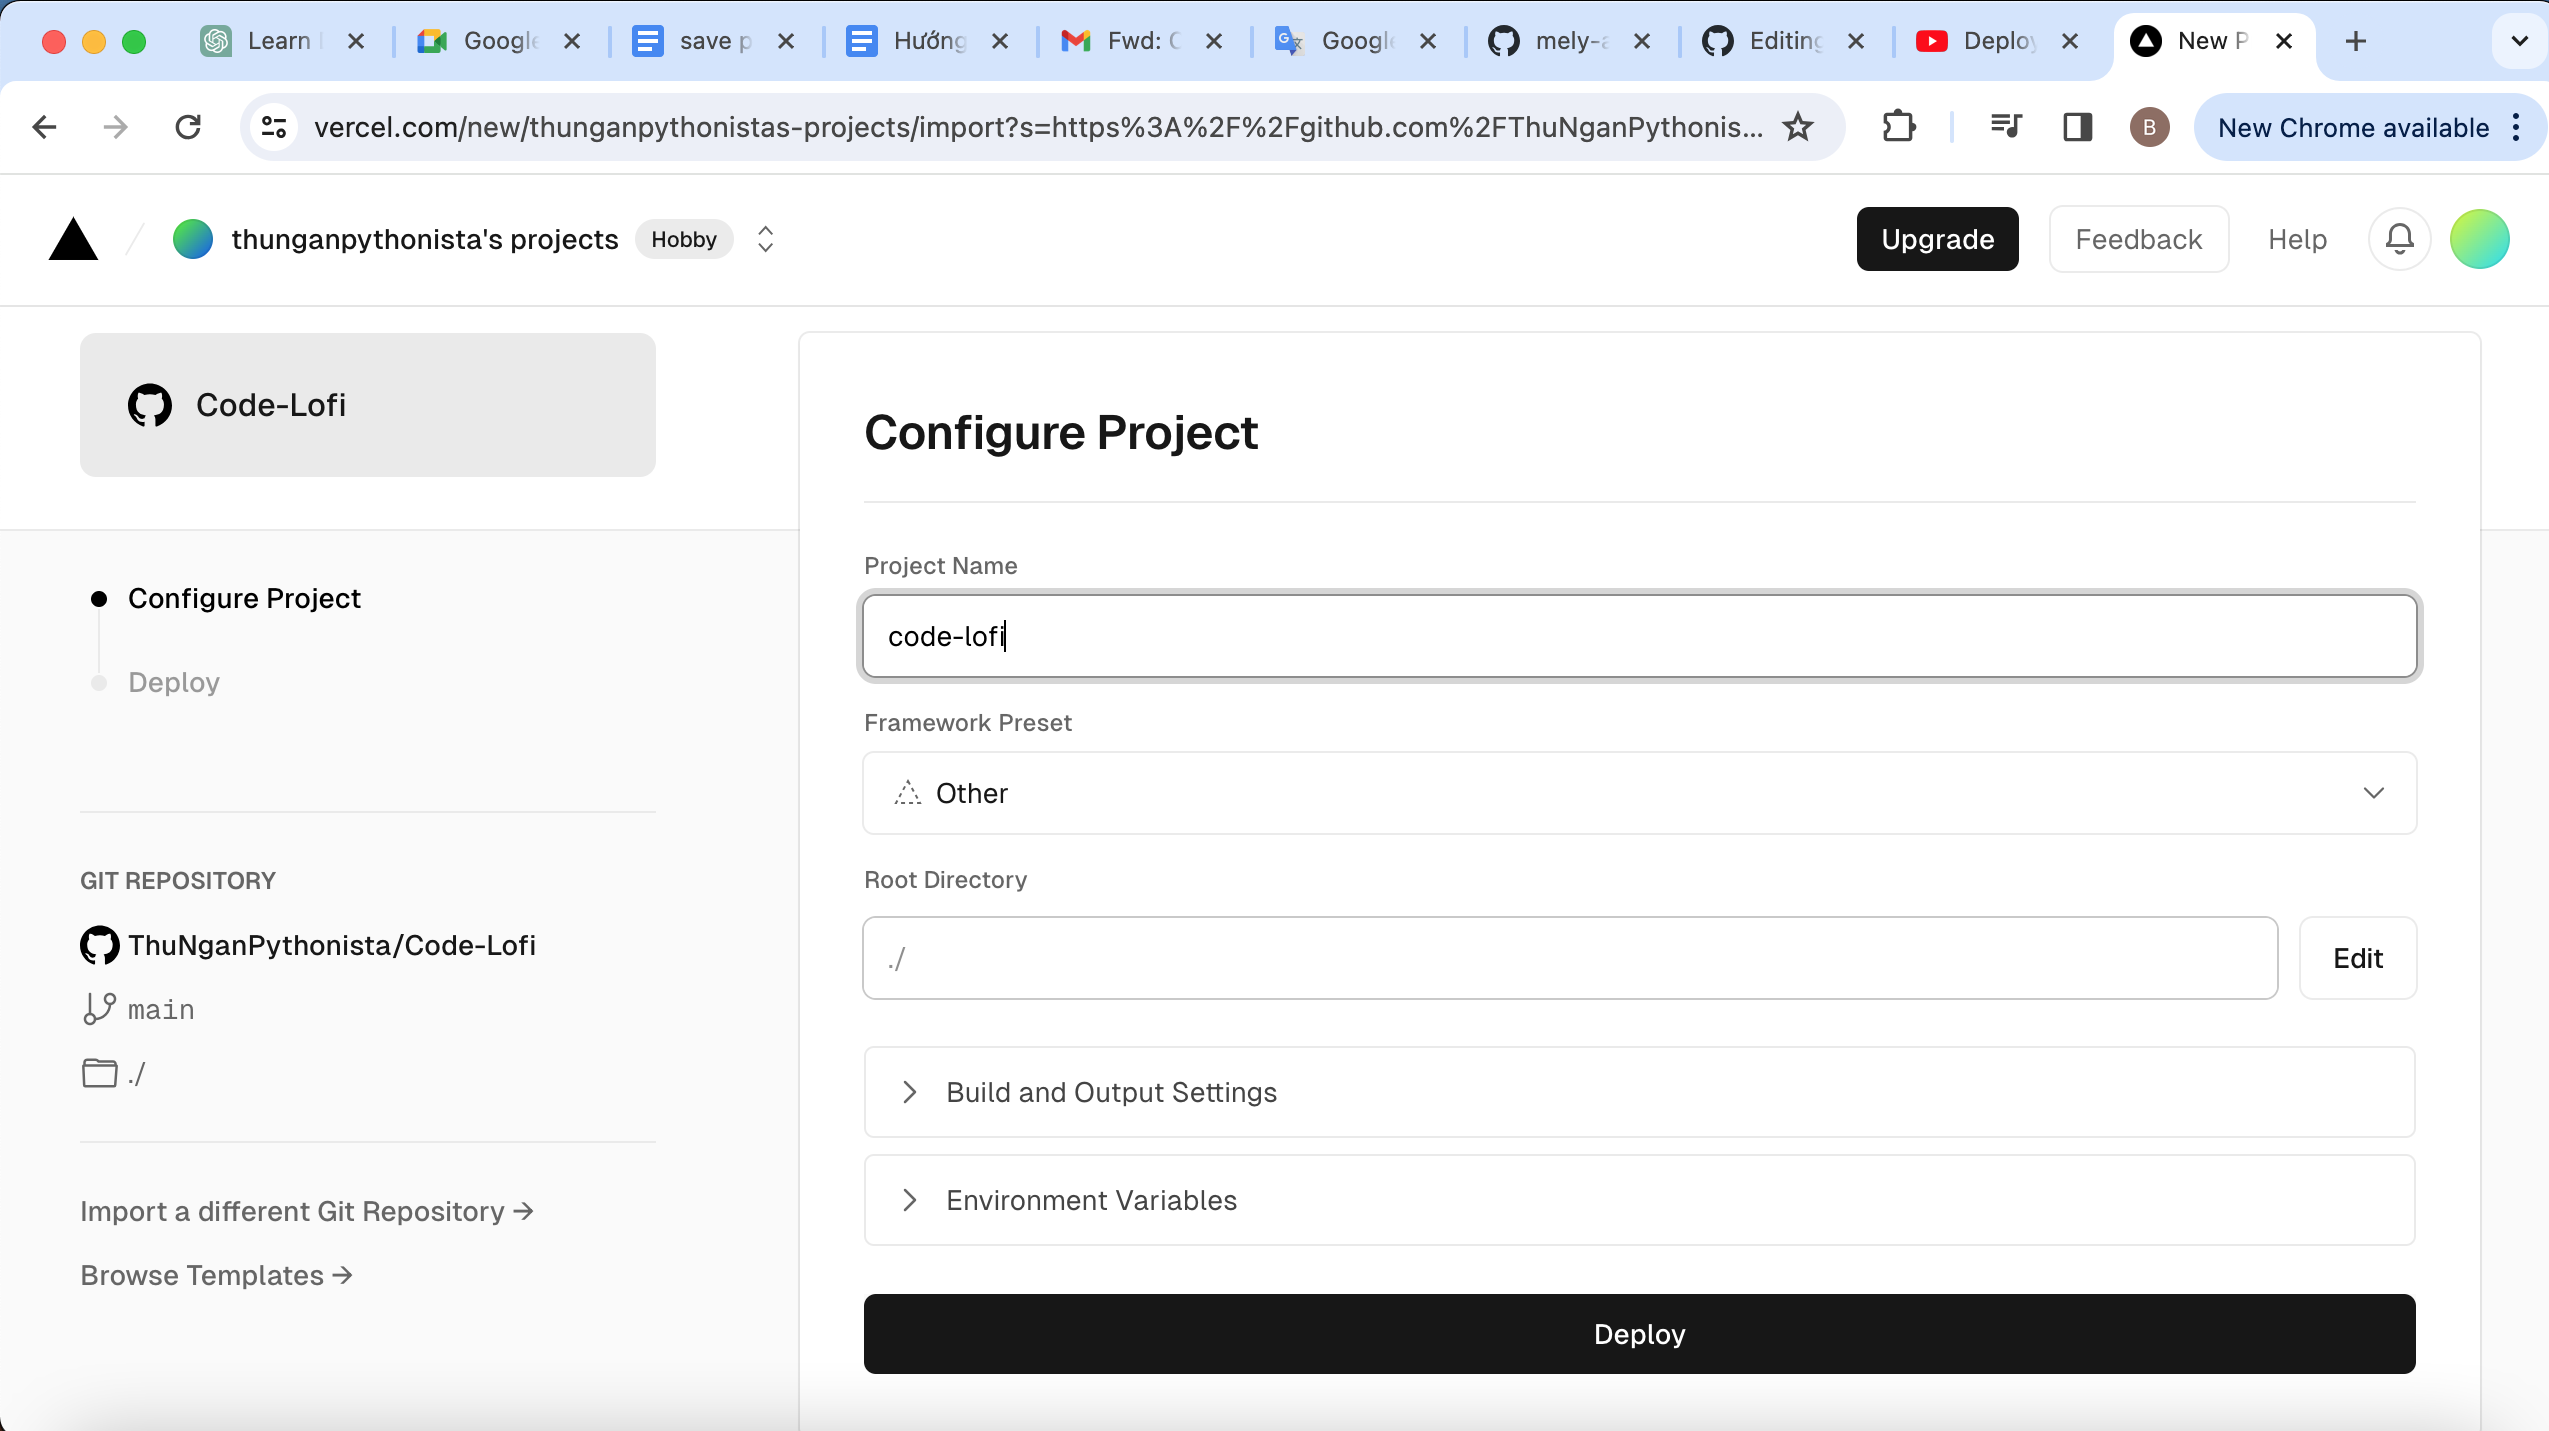 Learn
Google
save p
Hướng
Fwd: C
Google
mely-a
Editing
Deploy
New P
vercel.com/new/thunganpythonistas-projects/import?s=https%3A%2F%2Fgithub.com%2FThuNganPythonis...
B
New Chrome available
thunganpythonista's projects
Hobby
Upgrade
Feedback
Help
Code-Lofi
Configure Project
Deploy
GIT REPOSITORY
ThuNganPythonista/Code-Lofi
main
./
Import a different Git Repository →
Browse Templates →
Configure Project
Project Name
code-lofi
Framework Preset
Other
Root Directory
./
Edit
Build and Output Settings
Environment Variables
Deploy